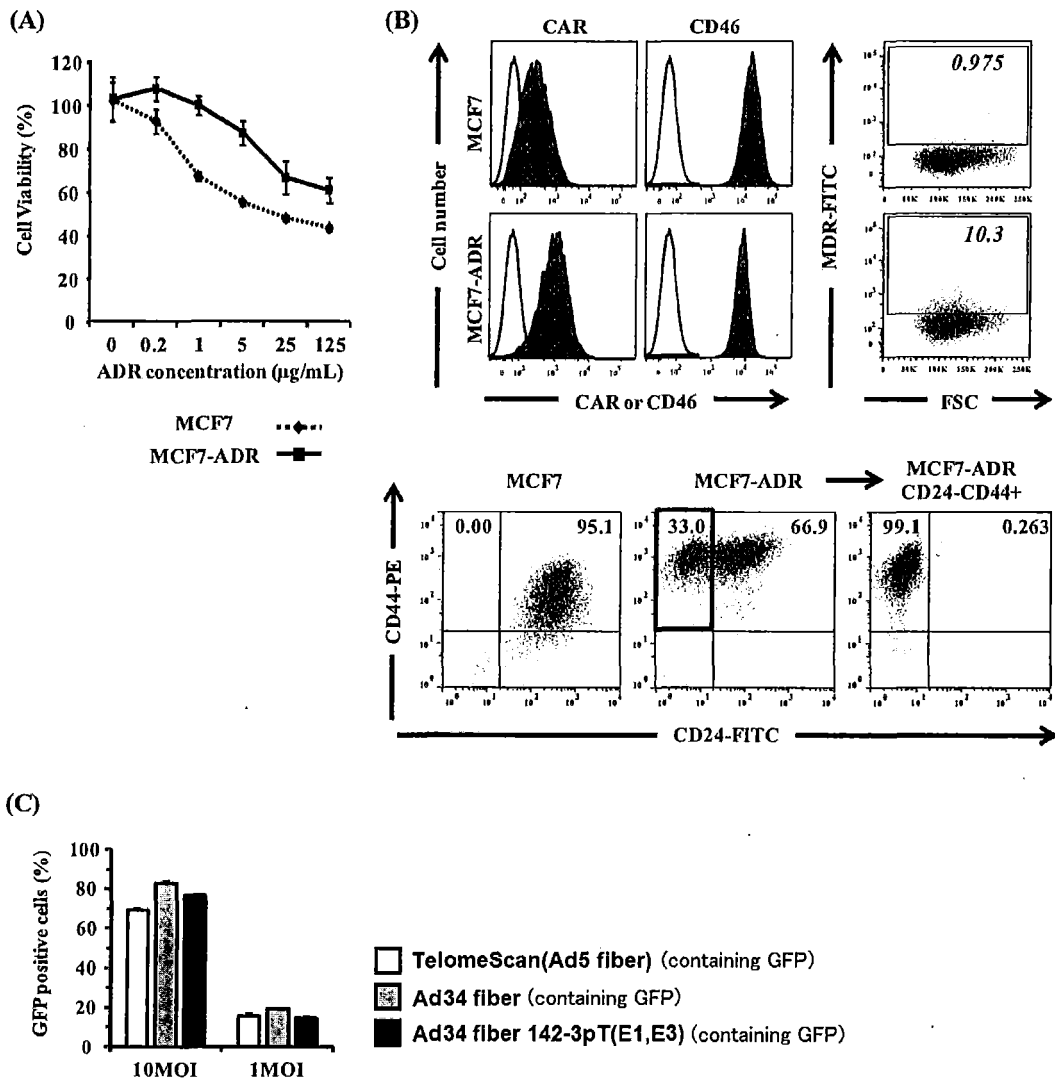 (A)
120
100
80
60
40
20
0
Cell Viability (%)
0 0.2 1 5 25 125
ADR concentration (µg/mL)
MCF7
MCF7-ADR
(B)
CAR CD46
MCF7
MCF7-ADR
Cell number
CAR or CD46
0.975
10.3
MDR-FITC
FSC
MCF7
MCF7-ADR
MCF7-ADR
CD24-CD44+
0.00 95.1
33.0 66.9
99.1 0.263
CD44-PE
CD24-FITC
(C)
100
80
60
40
20
0
GFP positive cells (%)
10MOI 1MOI
TelomeScan(Ad5 fiber) (containing GFP)
Ad34 fiber (containing GFP)
Ad34 fiber 142-3pT(E1,E3) (containing GFP)